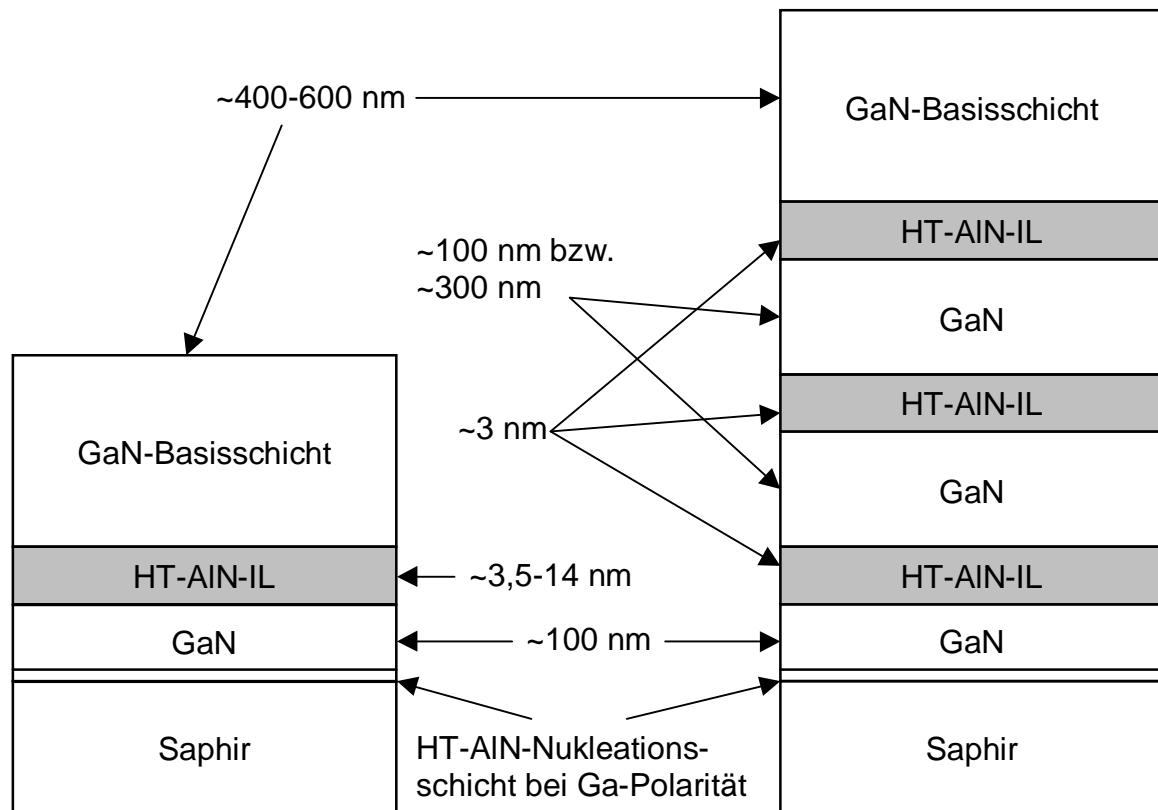 ~400-600 nm
GaN-Basisschicht
HT-AlN-IL
~100 nm bzw.
~300 nm
GaN
HT-AlN-IL
~3 nm
GaN-Basisschicht
GaN
HT-AlN-IL
~3,5-14 nm
HT-AlN-IL
GaN
~100 nm
GaN
Saphir
HT-AlN-Nukleations-
schicht bei Ga-Polarität
Saphir